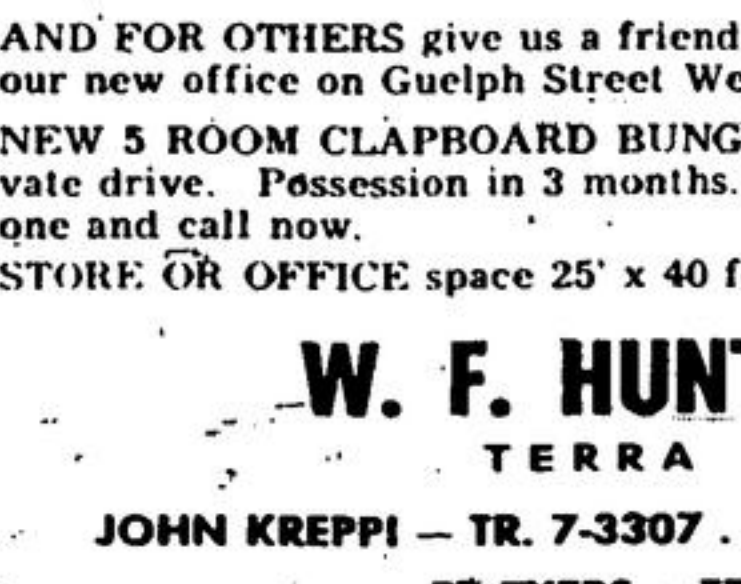 AND FOR OTHERS give us a friend
our new office on Guelph Street We
NEW 5 ROOM CLAPBOARD BUNG
vate drive. Possession in 3 months.
one and call now.
STORE OR OFFICE space 25' x 40 f
W. F. HUNT
TERRA
JOHN KREPPI — TR. 7-3307 .